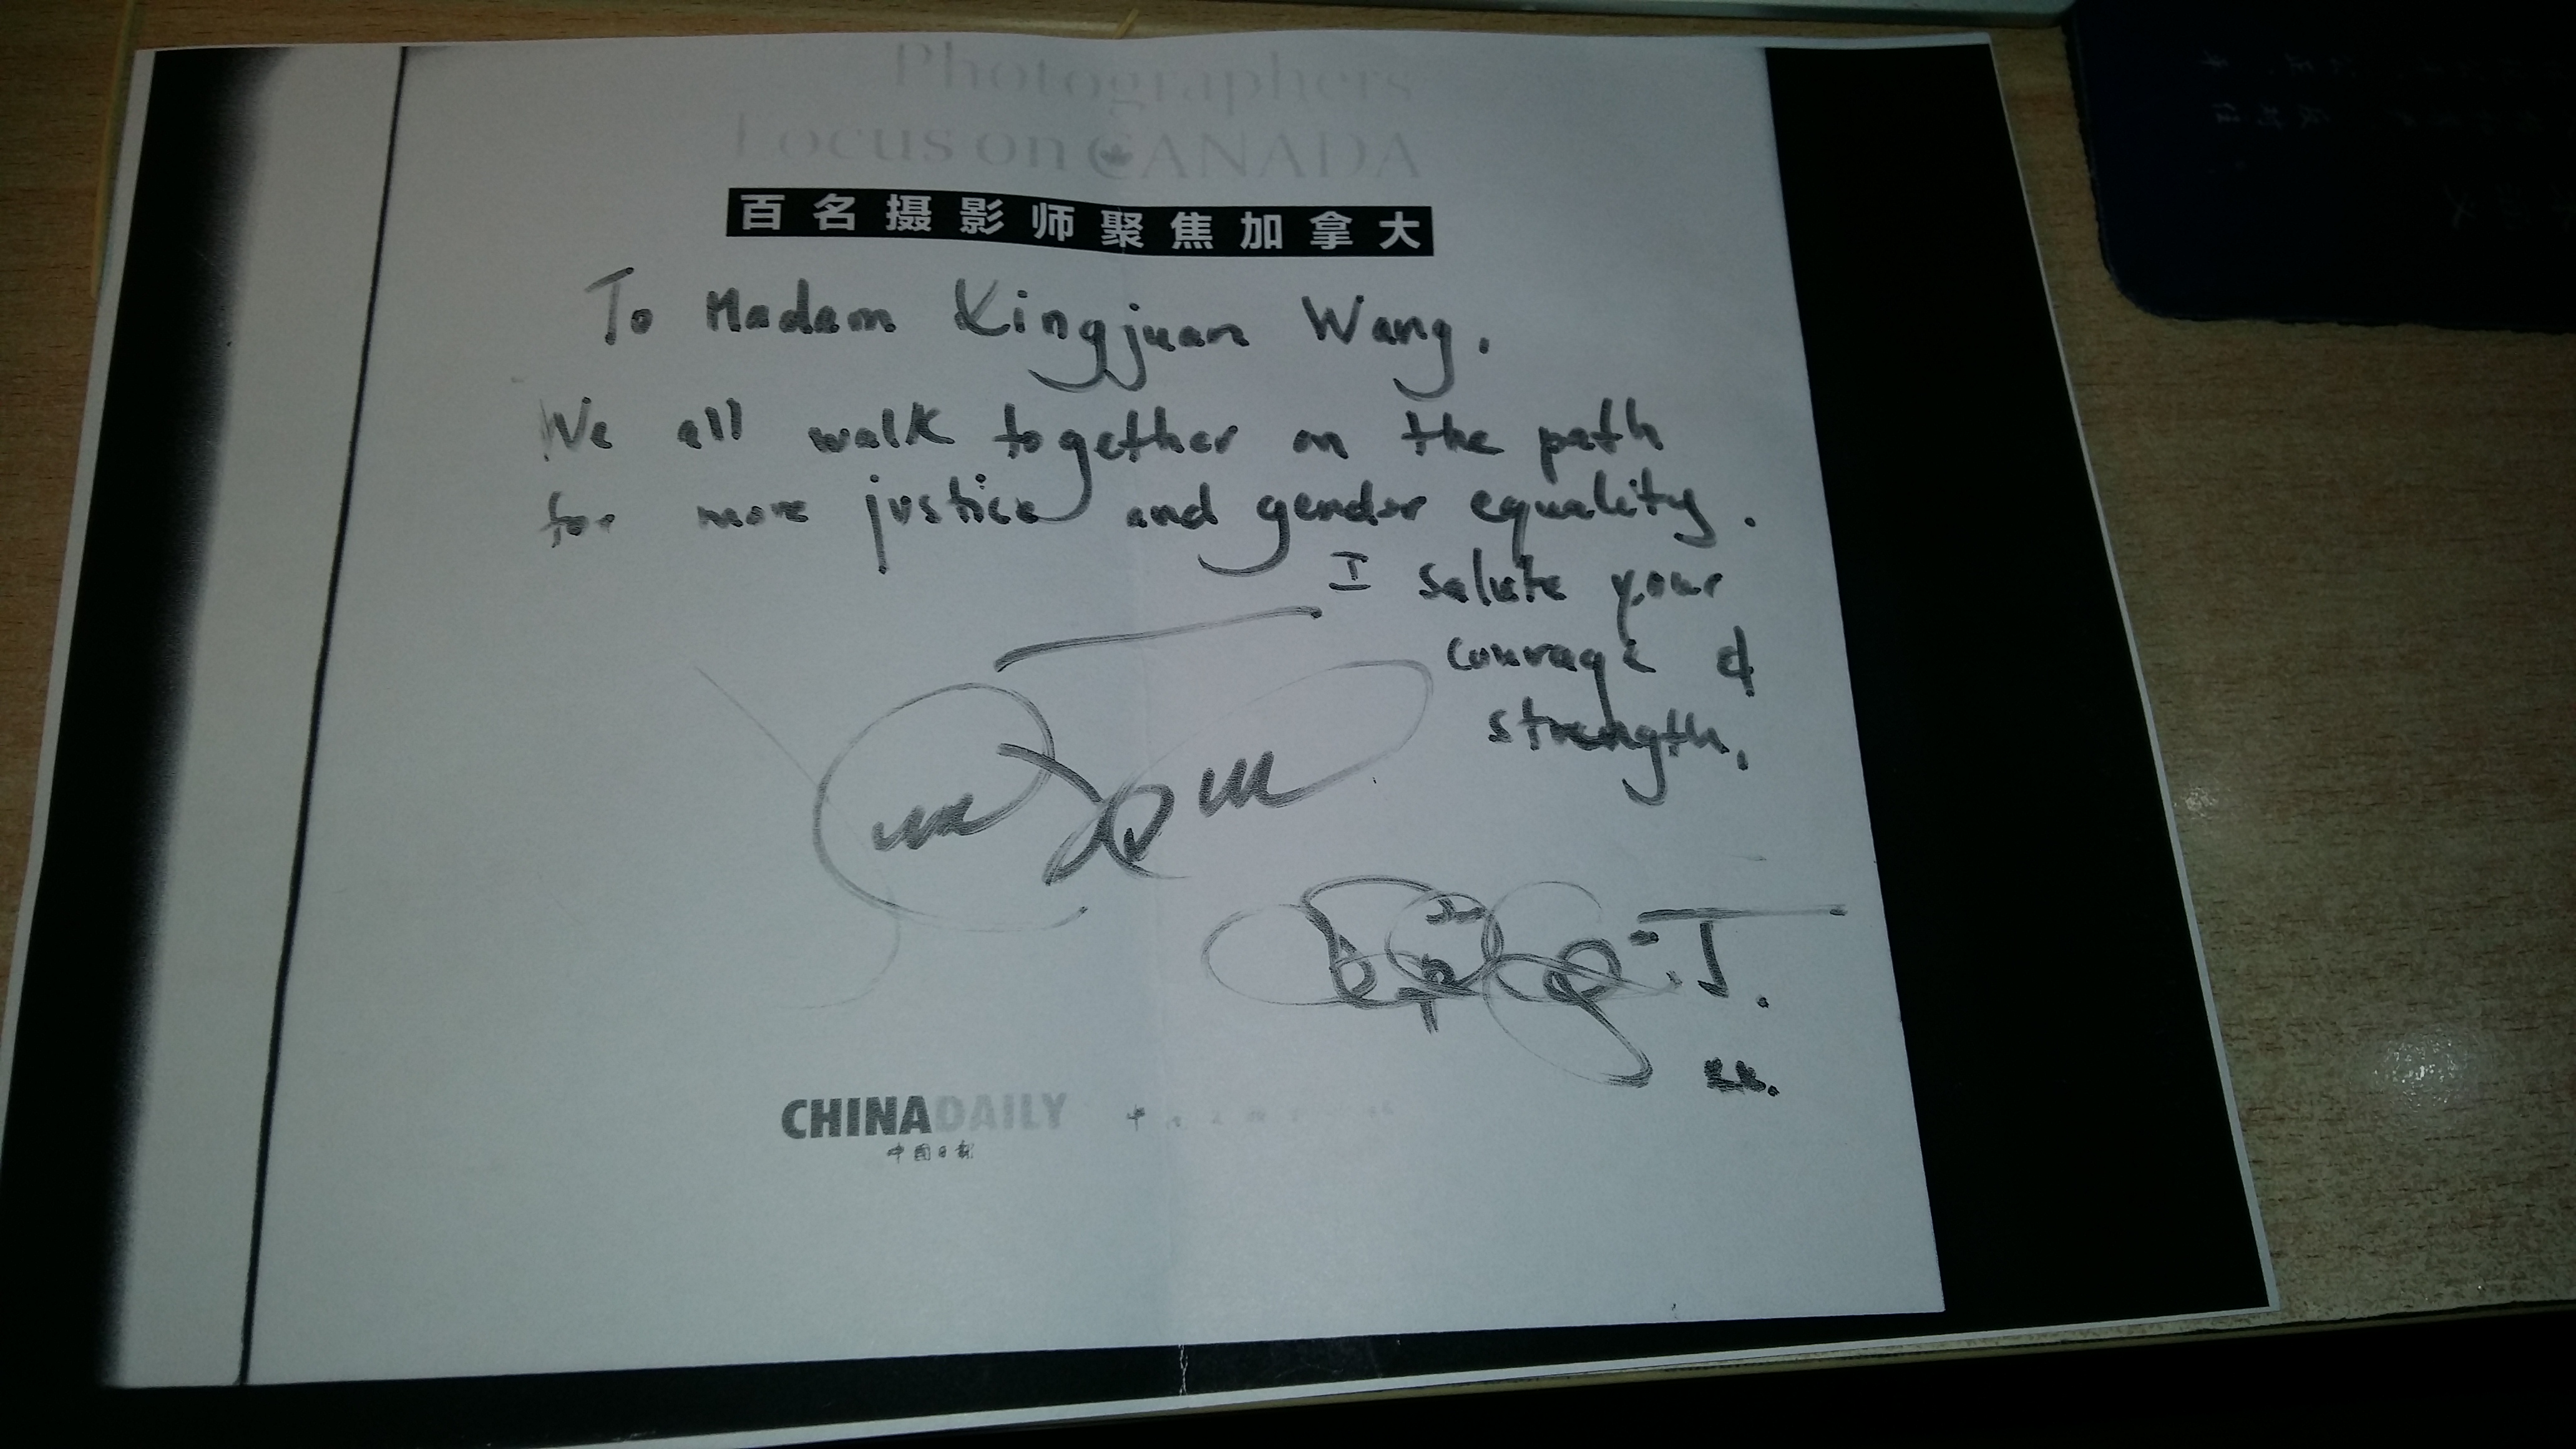 Photographers
Focus on CANADA
百名摄影师聚焦加拿大
To Madam Xingjuan Wang.
We all walk together on the path
for more justice and gender equality.
I salute your
courage &
strength.
CHINADAILY
中国日报